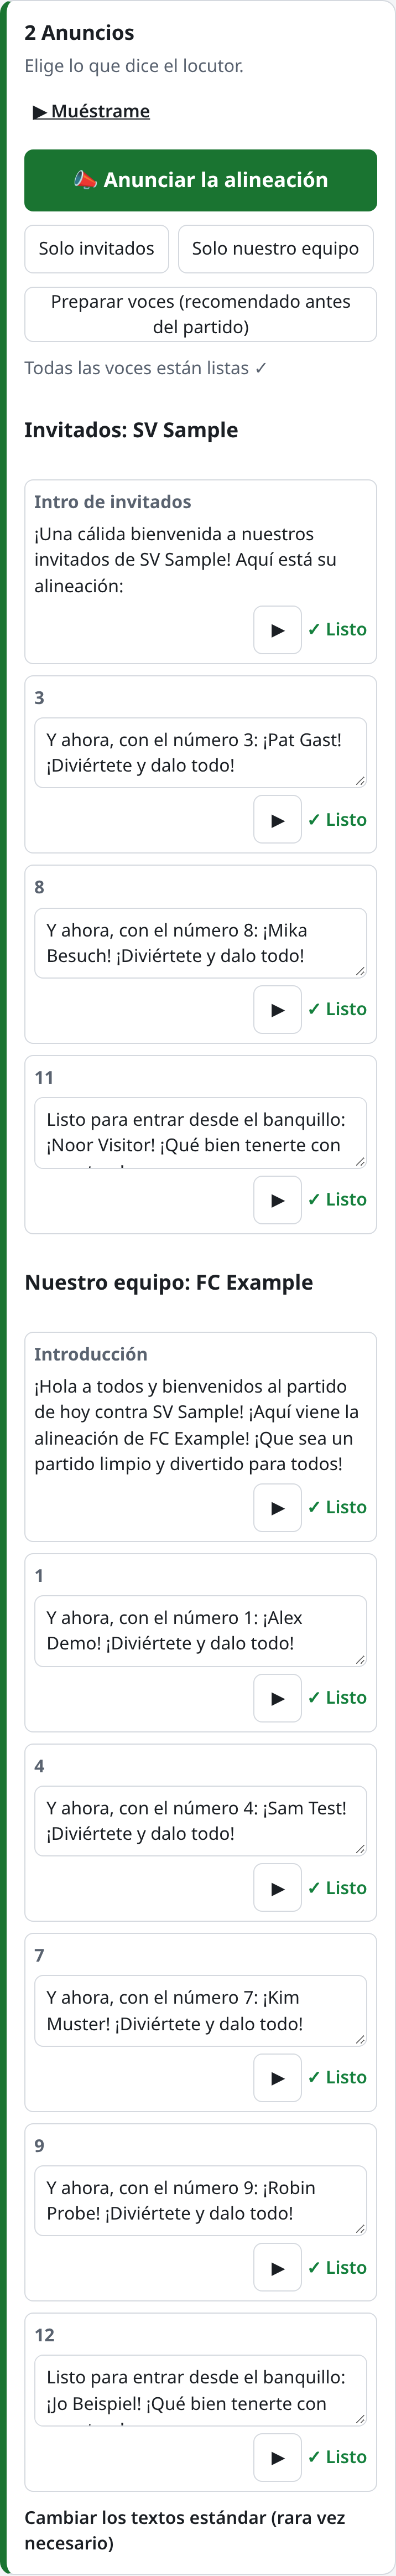 2 Anuncios
Elige lo que dice el locutor.
▶ Muéstrame
📣 Anunciar la alineación
Solo invitados
Solo nuestro equipo
Preparar voces (recomendado antes
del partido)
Todas las voces están listas ✓
Invitados: SV Sample
Intro de invitados
¡Una cálida bienvenida a nuestros
invitados de SV Sample! Aquí está su
alineación:
▶ ✓ Listo
3
Y ahora, con el número 3: ¡Pat Gast!
¡Diviértete y dalo todo!
▶ ✓ Listo
8
Y ahora, con el número 8: ¡Mika
Besuch! ¡Diviértete y dalo todo!
▶ ✓ Listo
11
Listo para entrar desde el banquillo:
¡Noor Visitor! ¡Qué bien tenerte con
▶ ✓ Listo
Nuestro equipo: FC Example
Introducción
¡Hola a todos y bienvenidos al partido
de hoy contra SV Sample! ¡Aquí viene la
alineación de FC Example! ¡Que sea un
partido limpio y divertido para todos!
▶ ✓ Listo
1
Y ahora, con el número 1: ¡Alex
Demo! ¡Diviértete y dalo todo!
▶ ✓ Listo
4
Y ahora, con el número 4: ¡Sam Test!
¡Diviértete y dalo todo!
▶ ✓ Listo
7
Y ahora, con el número 7: ¡Kim
Muster! ¡Diviértete y dalo todo!
▶ ✓ Listo
9
Y ahora, con el número 9: ¡Robin
Probe! ¡Diviértete y dalo todo!
▶ ✓ Listo
12
Listo para entrar desde el banquillo:
¡Jo Beispiel! ¡Qué bien tenerte con
▶ ✓ Listo
Cambiar los textos estándar (rara vez
necesario)